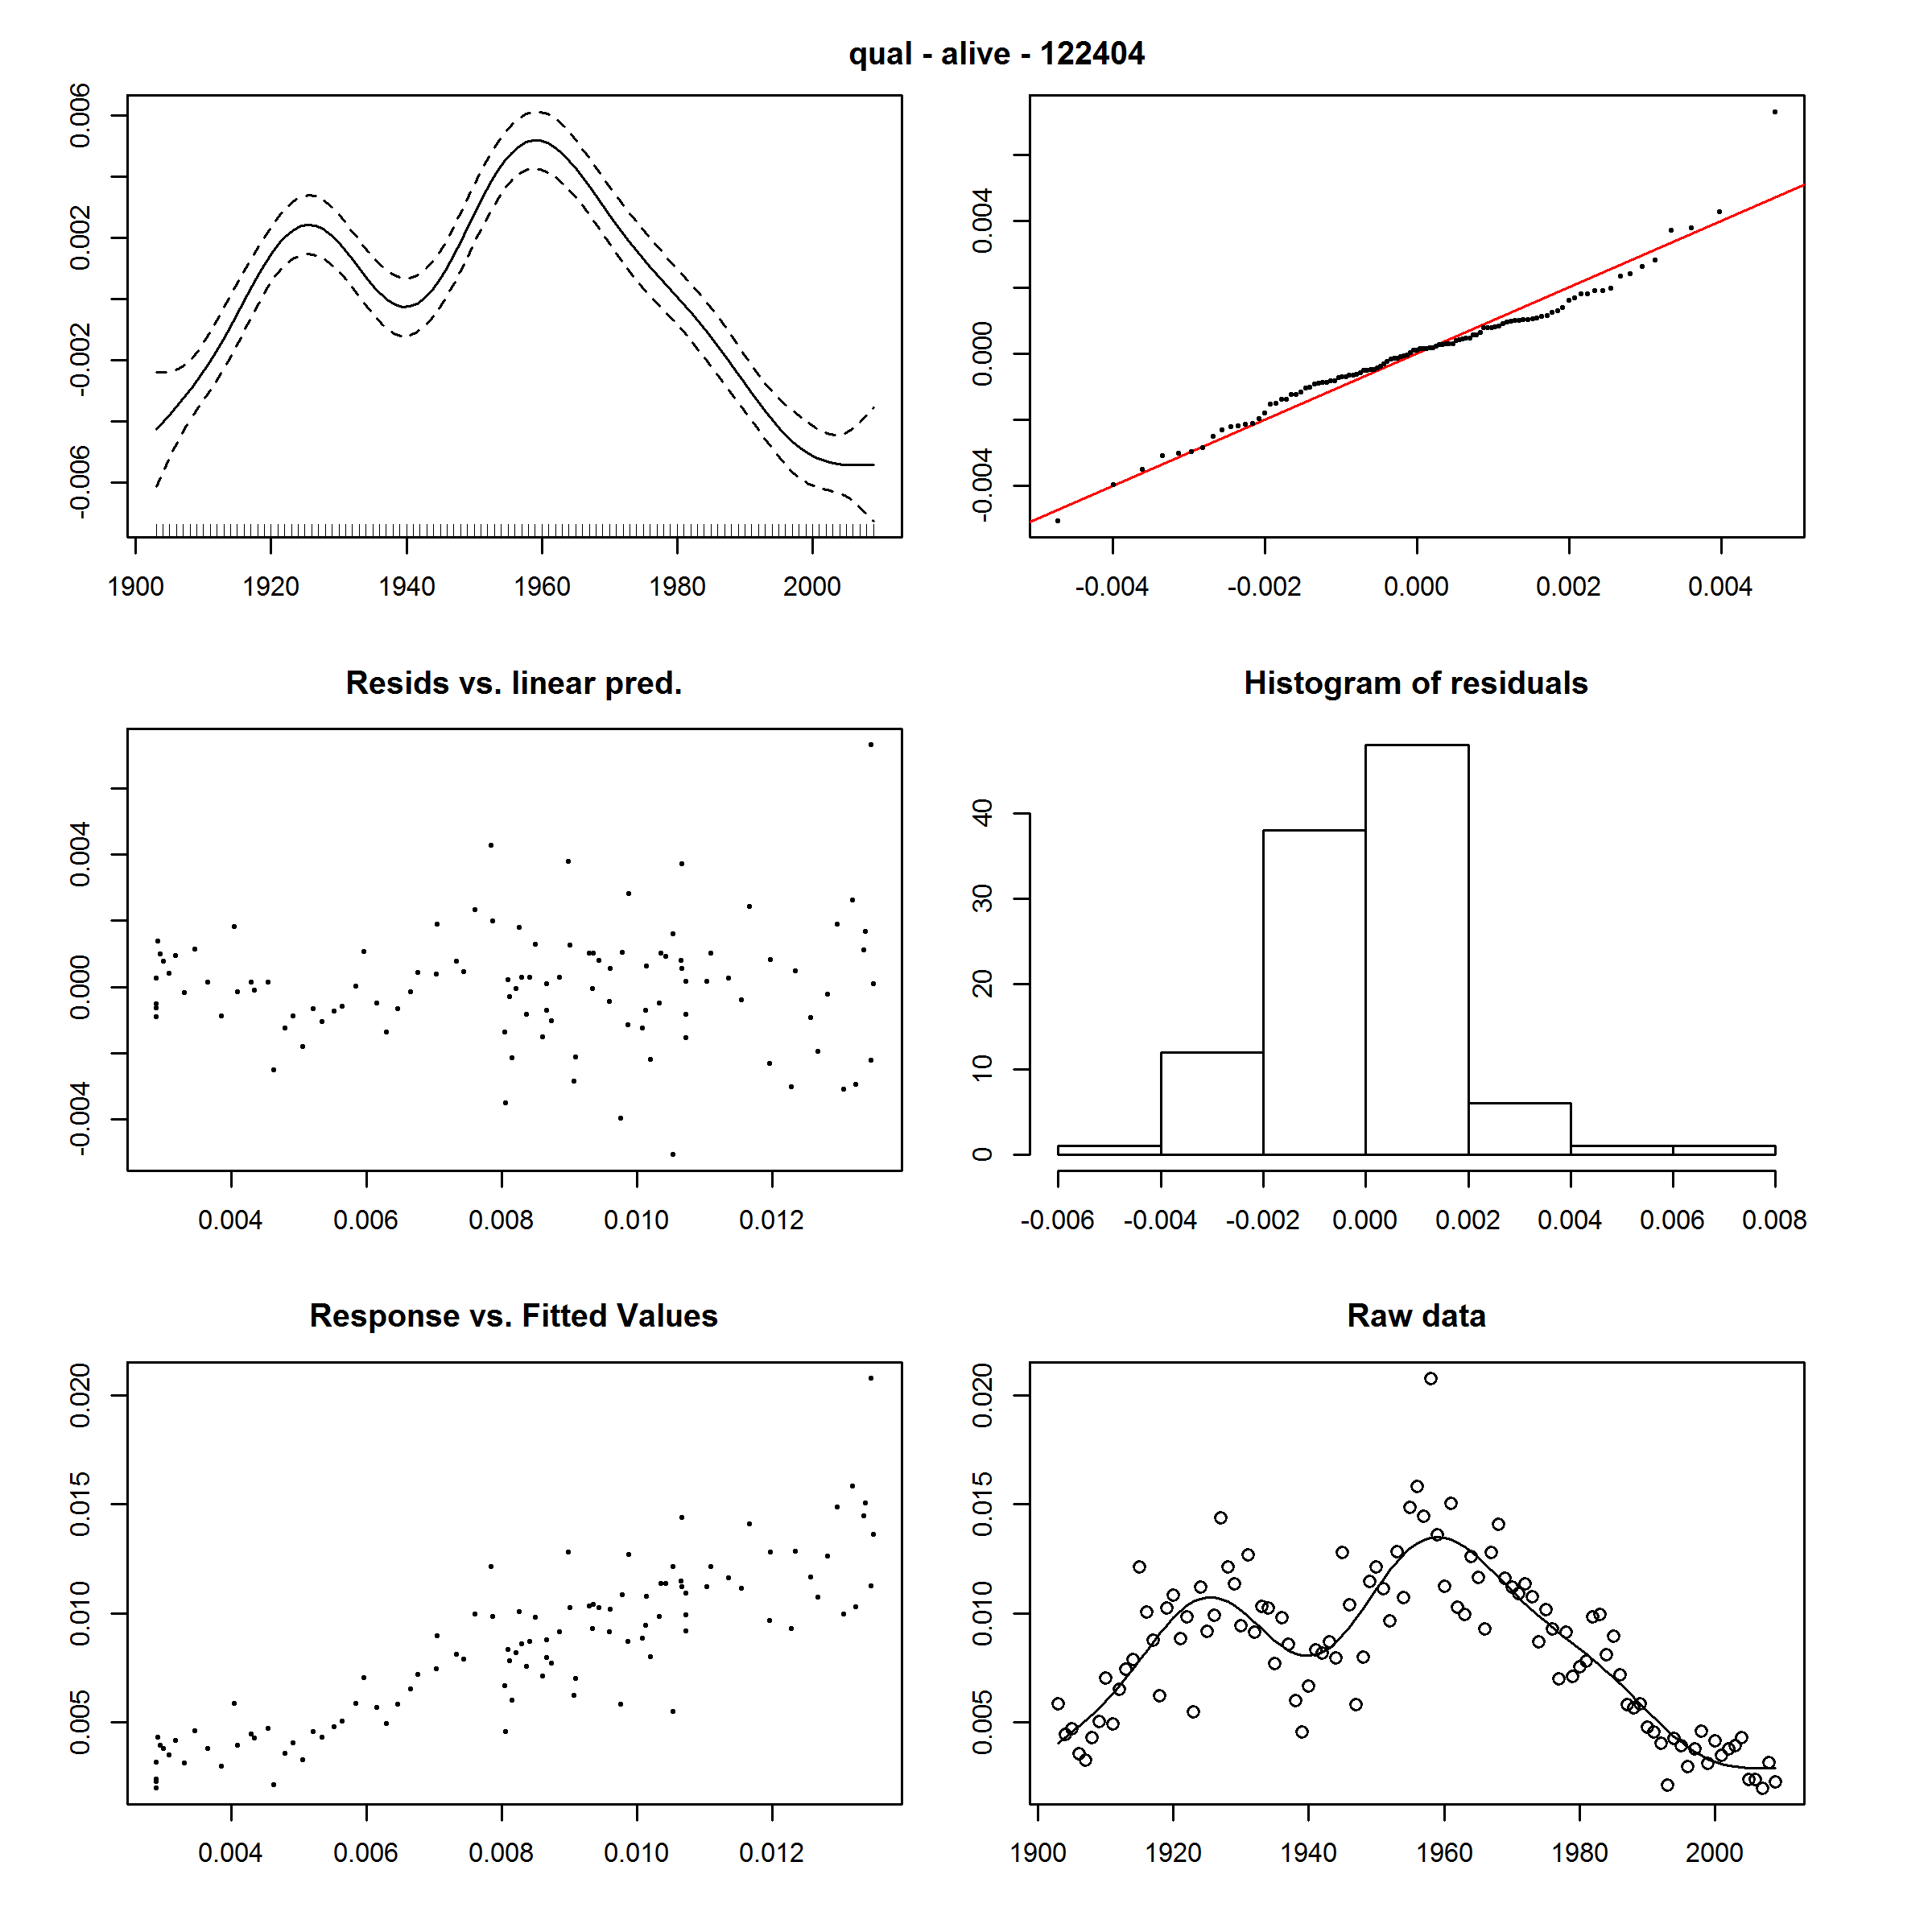 qual - alive - 122404
0.006
0.002
-0.002
-0.006
1900 1920 1940 1960 1980 2000
0.004
0.000
-0.004
-0.004 -0.002 0.000 0.002 0.004
Resids vs. linear pred.
0.004
0.000
-0.004
0.004 0.006 0.008 0.010 0.012
Histogram of residuals
40
30
20
10
0
-0.006 -0.004 -0.002 0.000 0.002 0.004 0.006 0.008
Response vs. Fitted Values
0.020
0.015
0.010
0.005
0.004 0.006 0.008 0.010 0.012
Raw data
0.020
0.015
0.010
0.005
1900 1920 1940 1960 1980 2000